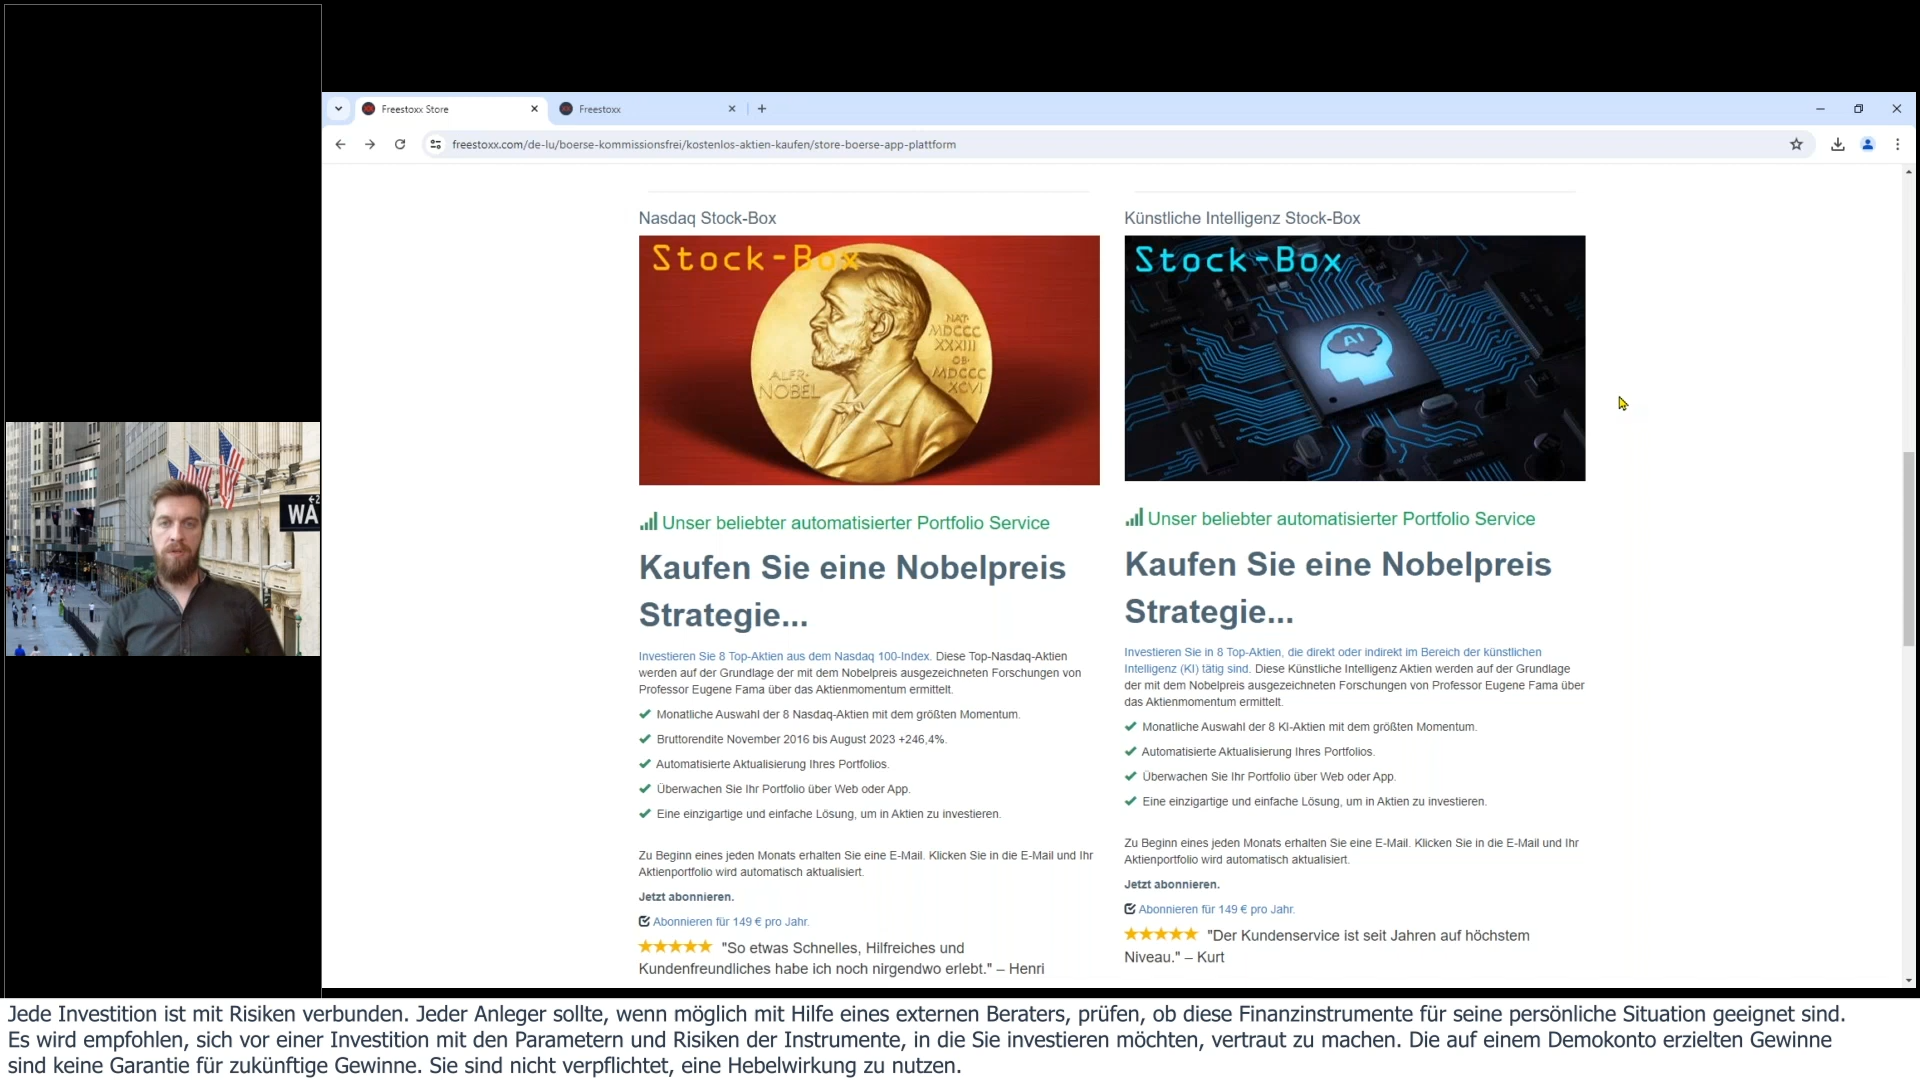 Freestoxx Store
Freestoxx
freestoxx.com/de-lu/boerse-kommissionsfrei/kostenlos-aktien-kaufen/store-boerse-app-plattform
WA
Nasdaq Stock-Box
Stock-Box
NAT.
MDCCC
XXXIII
OB.
MDCCC
XCVI
ALFR.
NOBEL
Unser beliebter automatisierter Portfolio Service
Kaufen Sie eine Nobelpreis
Strategie...
Investieren Sie 8 Top-Aktien aus dem Nasdaq 100-Index. Diese Top-Nasdaq-Aktien
werden auf der Grundlage der mit dem Nobelpreis ausgezeichneten Forschungen von
Professor Eugene Fama über das Aktienmomentum ermittelt.
Monatliche Auswahl der 8 Nasdaq-Aktien mit dem größten Momentum.
Bruttorendite November 2016 bis August 2023 +246,4%.
Automatisierte Aktualisierung Ihres Portfolios.
Überwachen Sie Ihr Portfolio über Web oder App.
Eine einzigartige und einfache Lösung, um in Aktien zu investieren.
Zu Beginn eines jeden Monats erhalten Sie eine E-Mail. Klicken Sie in die E-Mail und Ihr
Aktienportfolio wird automatisch aktualisiert.
Jetzt abonnieren.
Abonnieren für 149 € pro Jahr.
"So etwas Schnelles, Hilfreiches und
Kundenfreundliches habe ich noch nirgendwo erlebt." – Henri
Künstliche Intelligenz Stock-Box
Stock-Box
AI
Unser beliebter automatisierter Portfolio Service
Kaufen Sie eine Nobelpreis
Strategie...
Investieren Sie in 8 Top-Aktien, die direkt oder indirekt im Bereich der künstlichen
Intelligenz (KI) tätig sind. Diese Künstliche Intelligenz Aktien werden auf der Grundlage
der mit dem Nobelpreis ausgezeichneten Forschungen von Professor Eugene Fama über
das Aktienmomentum ermittelt.
Monatliche Auswahl der 8 KI-Aktien mit dem größten Momentum.
Automatisierte Aktualisierung Ihres Portfolios.
Überwachen Sie Ihr Portfolio über Web oder App.
Eine einzigartige und einfache Lösung, um in Aktien zu investieren.
Zu Beginn eines jeden Monats erhalten Sie eine E-Mail. Klicken Sie in die E-Mail und Ihr
Aktienportfolio wird automatisch aktualisiert.
Jetzt abonnieren.
Abonnieren für 149 € pro Jahr.
"Der Kundenservice ist seit Jahren auf höchstem
Niveau." – Kurt
Jede Investition ist mit Risiken verbunden. Jeder Anleger sollte, wenn möglich mit Hilfe eines externen Beraters, prüfen, ob diese Finanzinstrumente für seine persönliche Situation geeignet sind.
Es wird empfohlen, sich vor einer Investition mit den Parametern und Risiken der Instrumente, in die Sie investieren möchten, vertraut zu machen. Die auf einem Demokonto erzielten Gewinne
sind keine Garantie für zukünftige Gewinne. Sie sind nicht verpflichtet, eine Hebelwirkung zu nutzen.